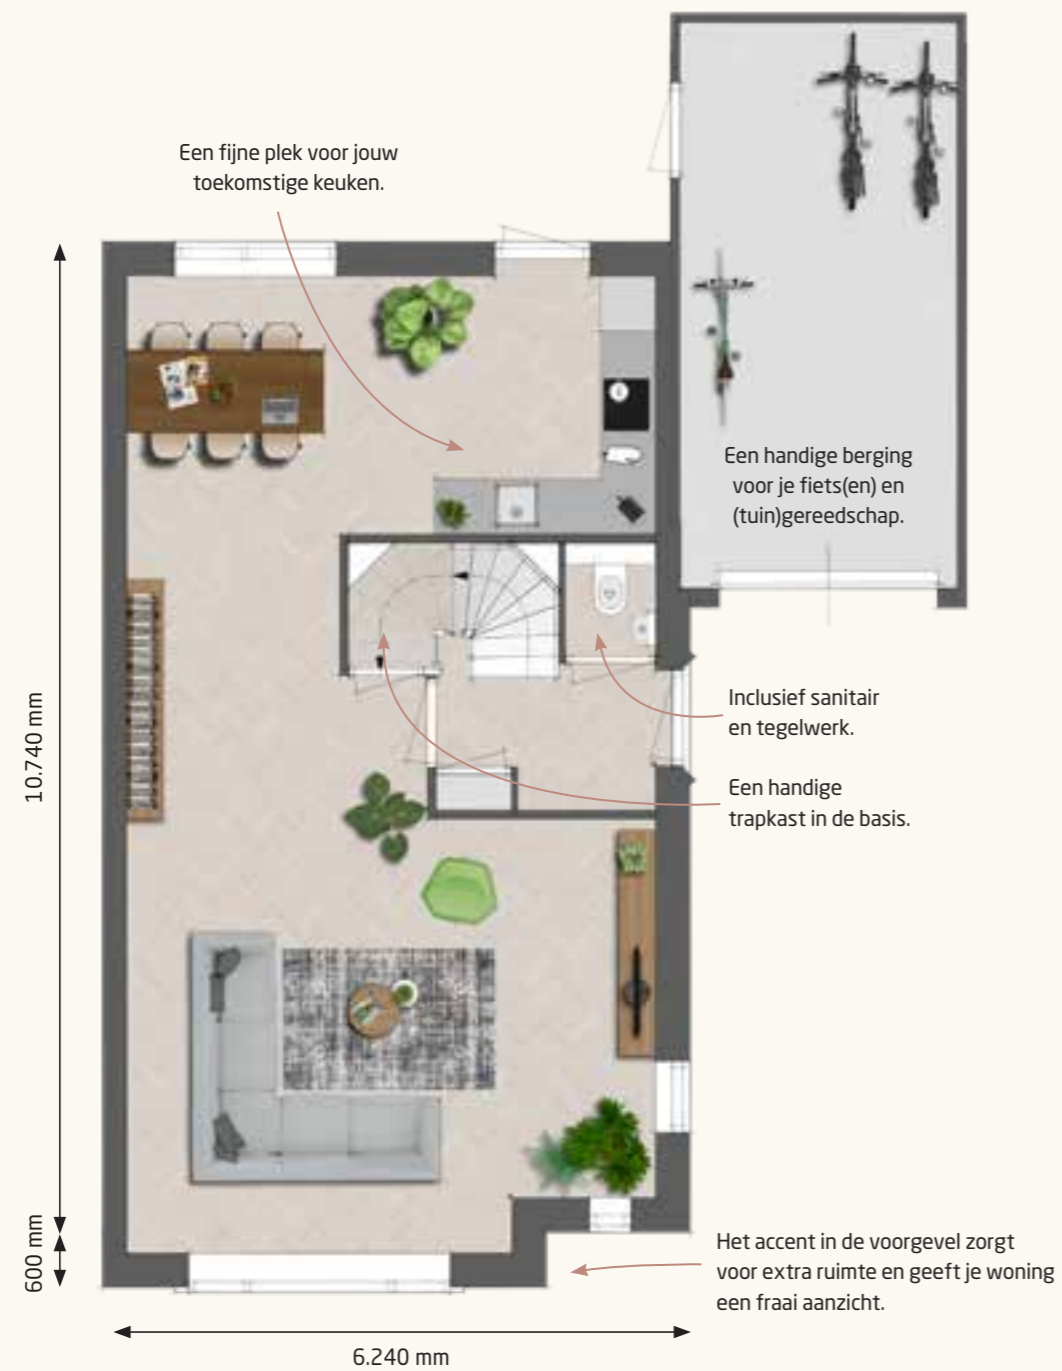 Een fijne plek voor jouw
toekomstige keuken.
Een handige berging
voor je fiets(en) en
(tuin)gereedschap.
10.740 mm
Inclusief sanitair
en tegelwerk.
Een handige
trapkast in de basis.
600 mm
Het accent in de voorgevel zorgt
voor extra ruimte en geeft je woning
een fraai aanzicht.
6.240 mm